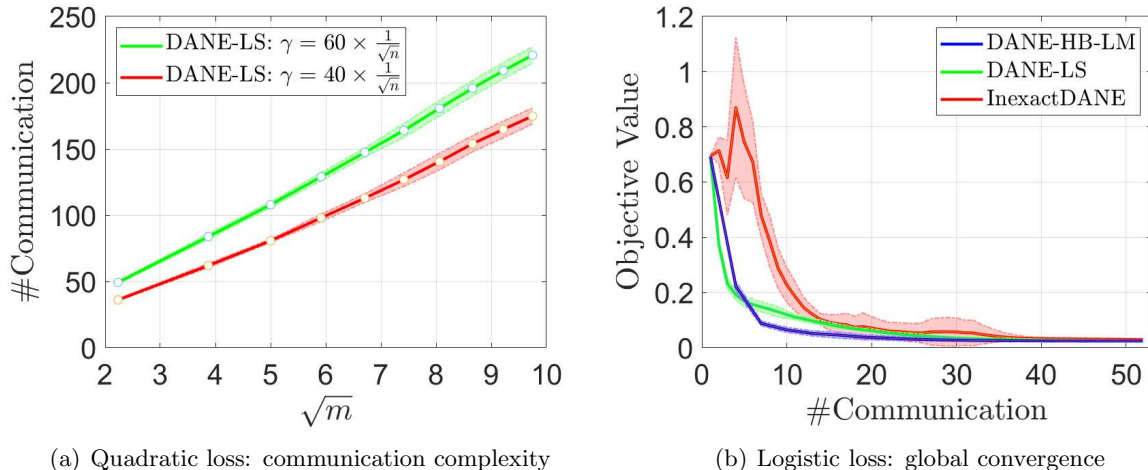 DANE-LS: γ = 60 × 1/√n
DANE-LS: γ = 40 × 1/√n
#Communication
250
200
150
100
50
0
2 3 4 5 6 7 8 9 10
√m
(a) Quadratic loss: communication complexity
DANE-HB-LM
DANE-LS
InexactDANE
Objective Value
1.2
1
0.8
0.6
0.4
0.2
0
0 10 20 30 40 50
#Communication
(b) Logistic loss: global convergence